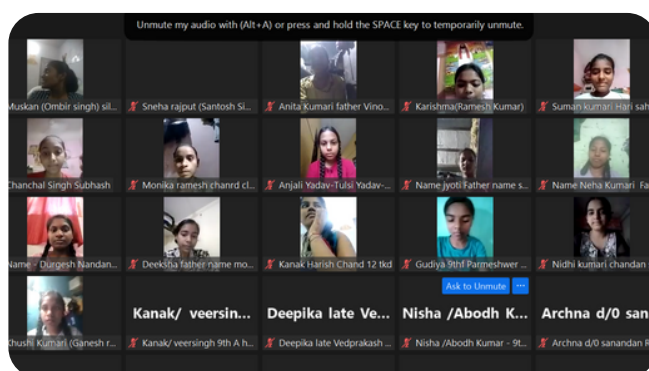 Unmute my audio with (Alt+A) or press and hold the SPACE key to temporarily unmute.
Muskan (Ombir singh) sil...
Sneha rajput (Santosh Si...
Anita Kumari father Vino...
Karishma(Ramesh Kumar)
Suman kumari Hari sah
Chanchal Singh Subhash
Monika ramesh chanrd cl...
Anjali Yadav-Tulsi Yadav-...
Name jyoti Father name s...
Name Neha Kumari Fa
Name - Durgesh Nandan...
Deeksha father name mo...
Kanak Harish Chand 12 tkd
Gudiya 9thf Parmeshwer ...
Nidhi kumari chandan
Ask to Unmute ...
Khushi Kumari (Ganesh r...
Kanak/ veersin...
Deepika late Ve...
Nisha /Abodh K...
Archna d/0 san
Kanak/ veersingh 9th A h...
Deepika late Vedprakash ...
Nisha /Abodh Kumar - 9t...
Archna d/0 sanandan R